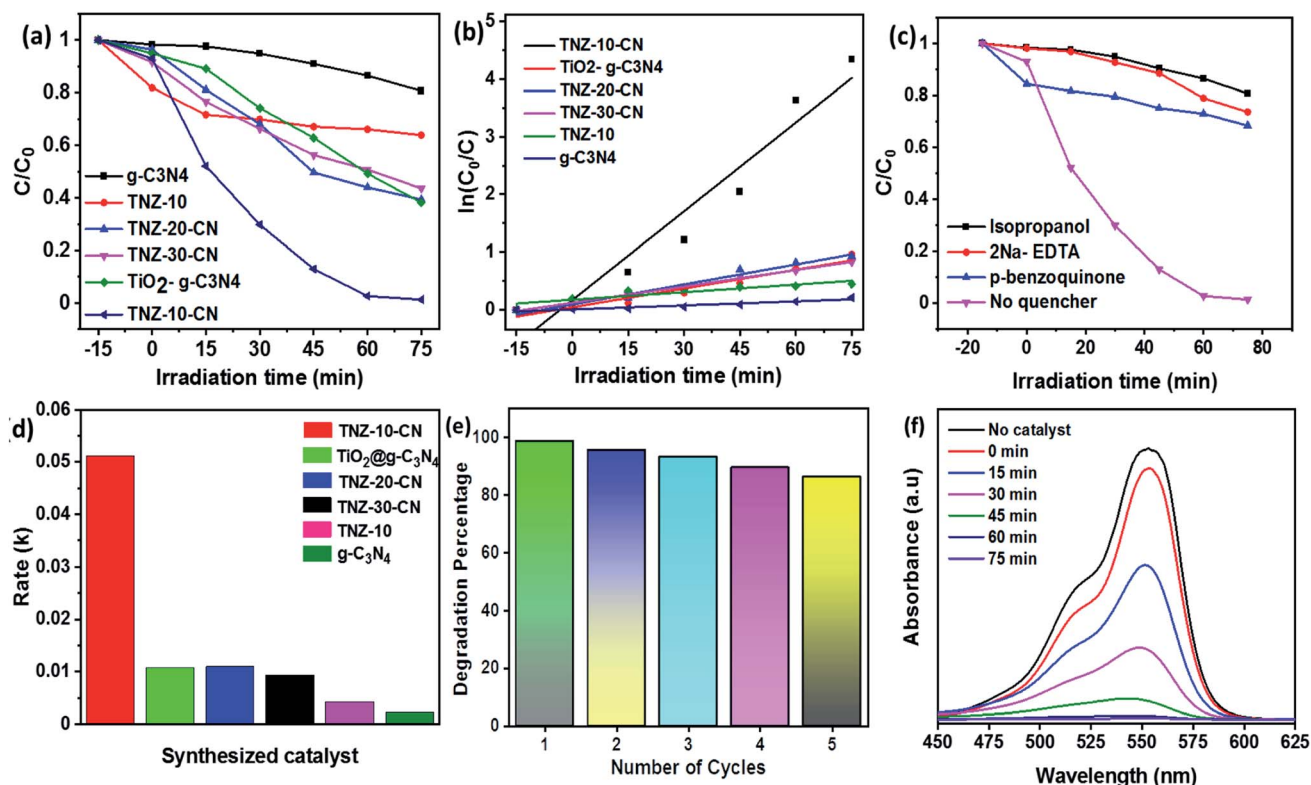 (a)
C/C0
1
0.8
0.6
0.4
0.2
0
g-C3N4
TNZ-10
TNZ-20-CN
TNZ-30-CN
TiO2- g-C3N4
TNZ-10-CN
-15 0 15 30 45 60 75
Irradiation time (min)
(b)
ln(C0/C)
5
4
3
2
1
0
TNZ-10-CN
TiO2- g-C3N4
TNZ-20-CN
TNZ-30-CN
TNZ-10
g-C3N4
-15 0 15 30 45 60 75
Irradiation time (min)
(c)
C/C0
1
0.8
0.6
0.4
0.2
0
Isopropanol
2Na- EDTA
p-benzoquinone
No quencher
-20 0 20 40 60 80
Irradiation time (min)
d)
Rate (k)
0.06
0.05
0.04
0.03
0.02
0.01
0
TNZ-10-CN
TiO2@g-C3N4
TNZ-20-CN
TNZ-30-CN
TNZ-10
g-C3N4
Synthesized catalyst
(e)
Degradation Percentage
100
80
60
40
20
0
1 2 3 4 5
Number of Cycles
(f)
Absorbance (a.u)
No catalyst
0 min
15 min
30 min
45 min
60 min
75 min
450 475 500 525 550 575 600 625
Wavelength (nm)